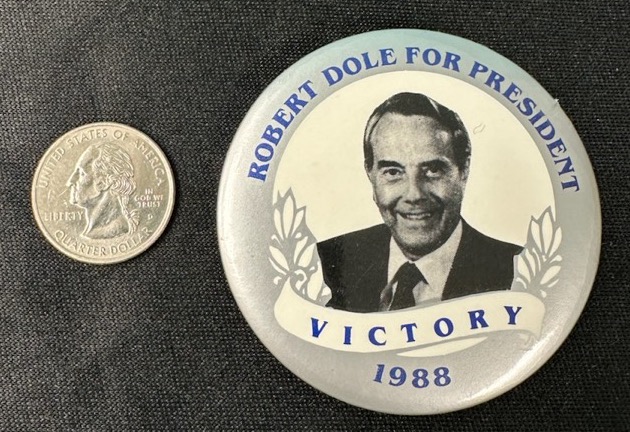 UNITED STATES OF AMERICA
LIBERTY
IN
GOD WE
TRUST
D
QUARTER DOLLAR
ROBERT DOLE FOR PRESIDENT
VICTORY
1988